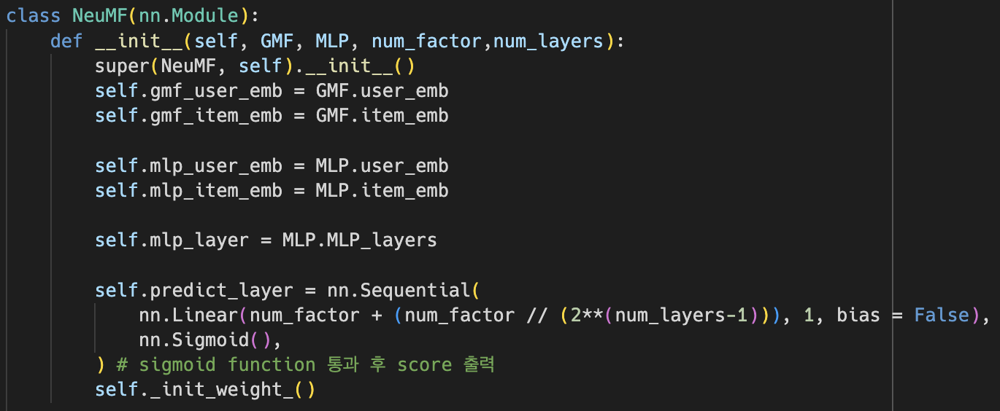 class NeuMF(nn.Module):
    def __init__(self, GMF, MLP, num_factor,num_layers):
        super(NeuMF, self).__init__()
        self.gmf_user_emb = GMF.user_emb
        self.gmf_item_emb = GMF.item_emb

        self.mlp_user_emb = MLP.user_emb
        self.mlp_item_emb = MLP.item_emb

        self.mlp_layer = MLP.MLP_layers

        self.predict_layer = nn.Sequential(
            nn.Linear(num_factor + (num_factor // (2**(num_layers-1))), 1, bias = False),
            nn.Sigmoid(),
        ) # sigmoid function 통과 후 score 출력
        self._init_weight_()